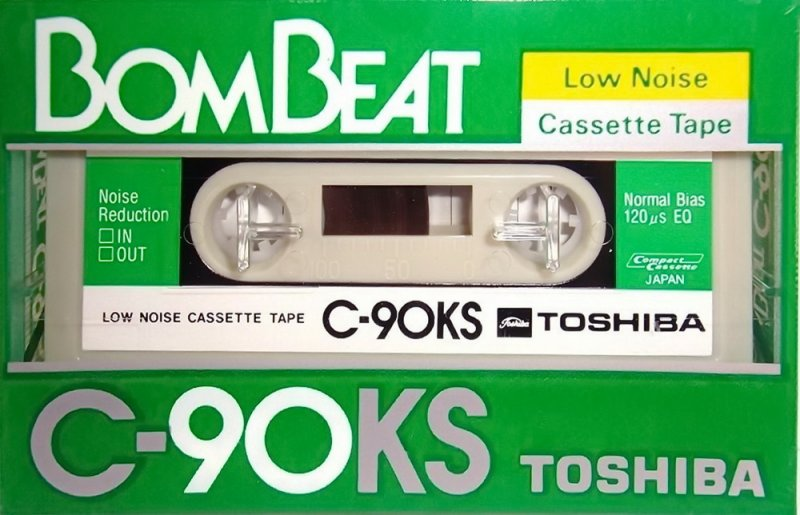 BOMBEAT
Low Noise
Cassette Tape
Noise
Reduction
IN
OUT
100 50 0
Normal Bias
120μs EQ
Compact
Cassette
JAPAN
LOW NOISE CASSETTE TAPE C-90KS Toshiba TOSHIBA
C-90KS TOSHIBA